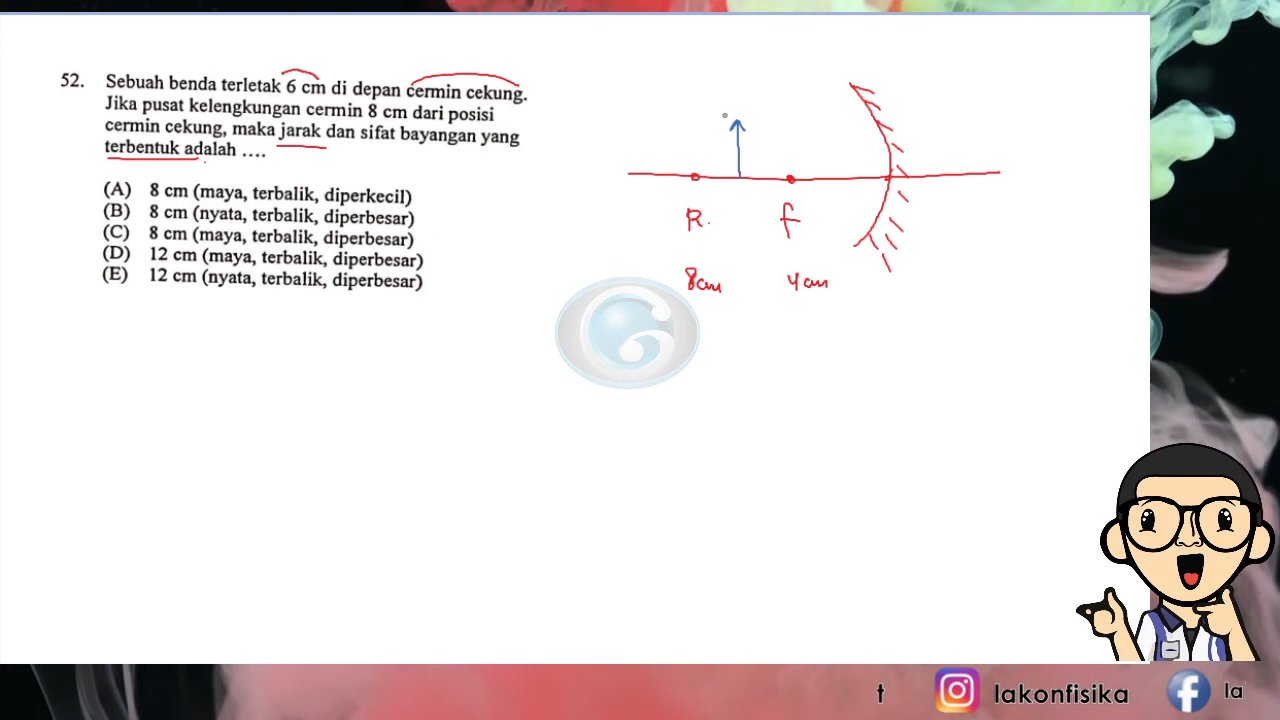 52. Sebuah benda terletak 6 cm di depan cermin cekung.
Jika pusat kelengkungan cermin 8 cm dari posisi
cermin cekung, maka jarak dan sifat bayangan yang
terbentuk adalah ....
(A) 8 cm (maya, terbalik, diperkecil)
(B) 8 cm (nyata, terbalik, diperbesar)
(C) 8 cm (maya, terbalik, diperbesar)
(D) 12 cm (maya, terbalik, diperbesar)
(E) 12 cm (nyata, terbalik, diperbesar)
R. f
8cm 4cm
t lakonfisika la